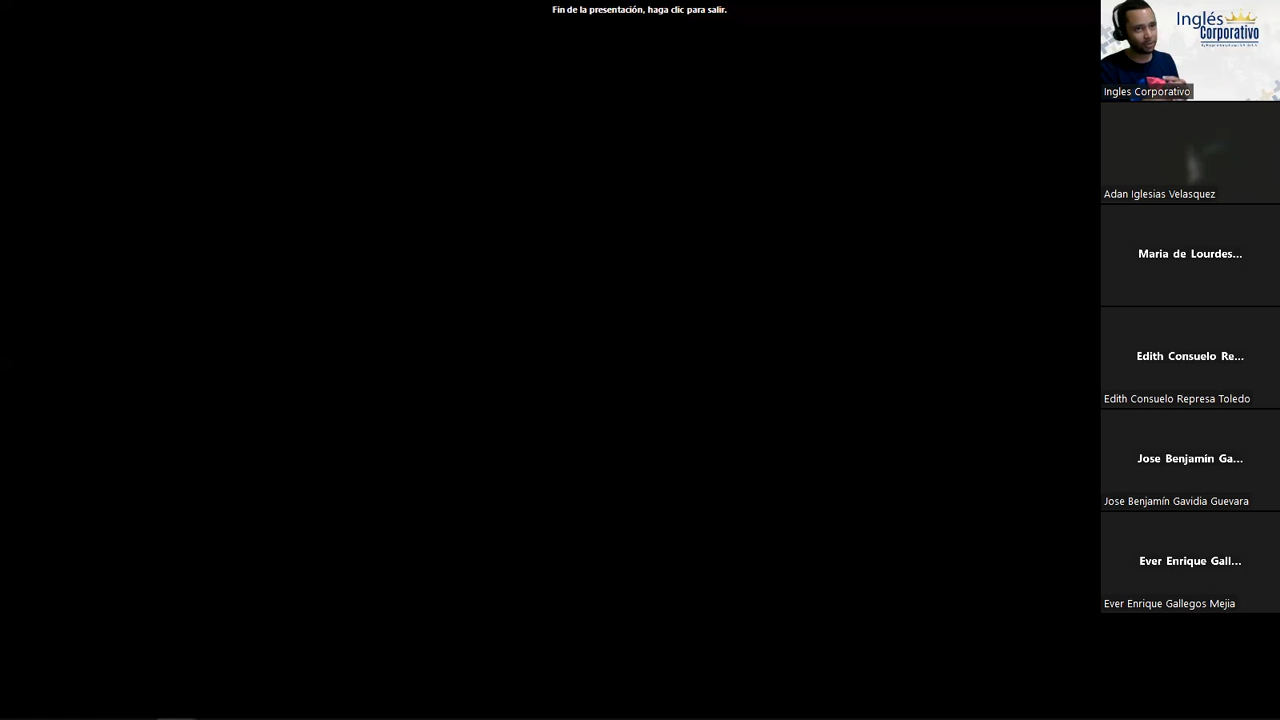 Fin de la presentación, haga clic para salir.
Inglés
Corporativo
Ingles Corporativo
Adan Iglesias Velasquez
Maria de Lourdes...
Edith Consuelo Re...
Edith Consuelo Represa Toledo
Jose Benjamín Ga...
Jose Benjamín Gavidia Guevara
Ever Enrique Gall...
Ever Enrique Gallegos Mejia